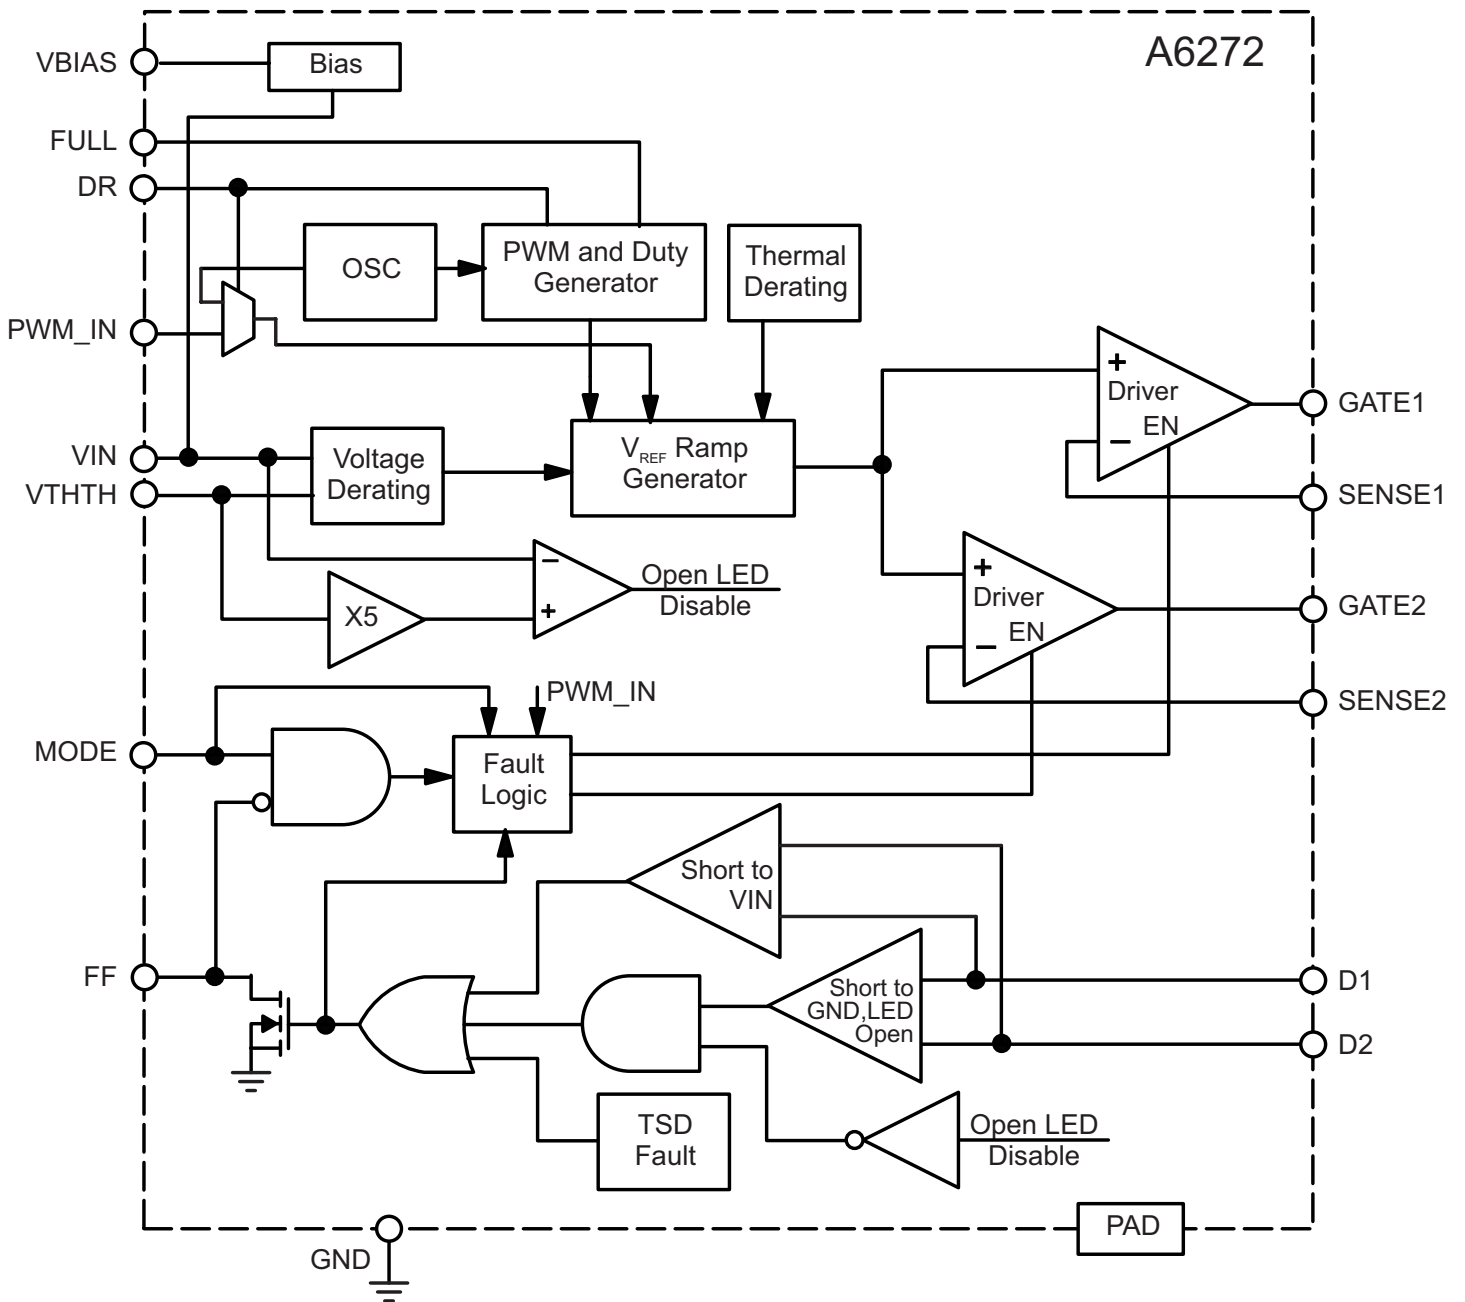 A6272
VBIAS
Bias
FULL
DR
OSC
PWM and Duty
Generator
Thermal
Derating
PWM_IN
+
Driver
EN
−
GATE1
VIN
VTHTH
Voltage
Derating
VREF Ramp
Generator
SENSE1
−
+
Open LED
Disable
X5
+
Driver
EN
−
GATE2
SENSE2
PWM_IN
MODE
Fault
Logic
Short to
VIN
FF
Short to
GND,LED
Open
D1
D2
TSD
Fault
Open LED
Disable
PAD
GND